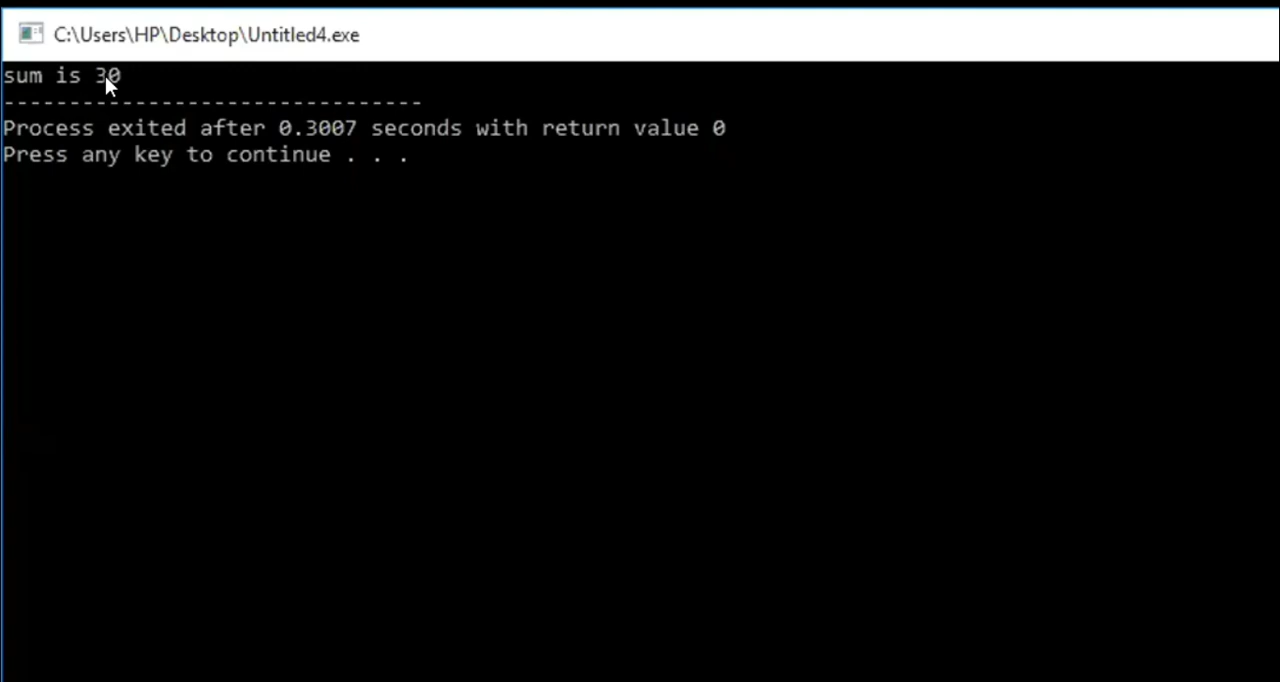 C:\Users\HP\Desktop\Untitled4.exe
sum is 30
--------------------------------
Process exited after 0.3007 seconds with return value 0
Press any key to continue . . .